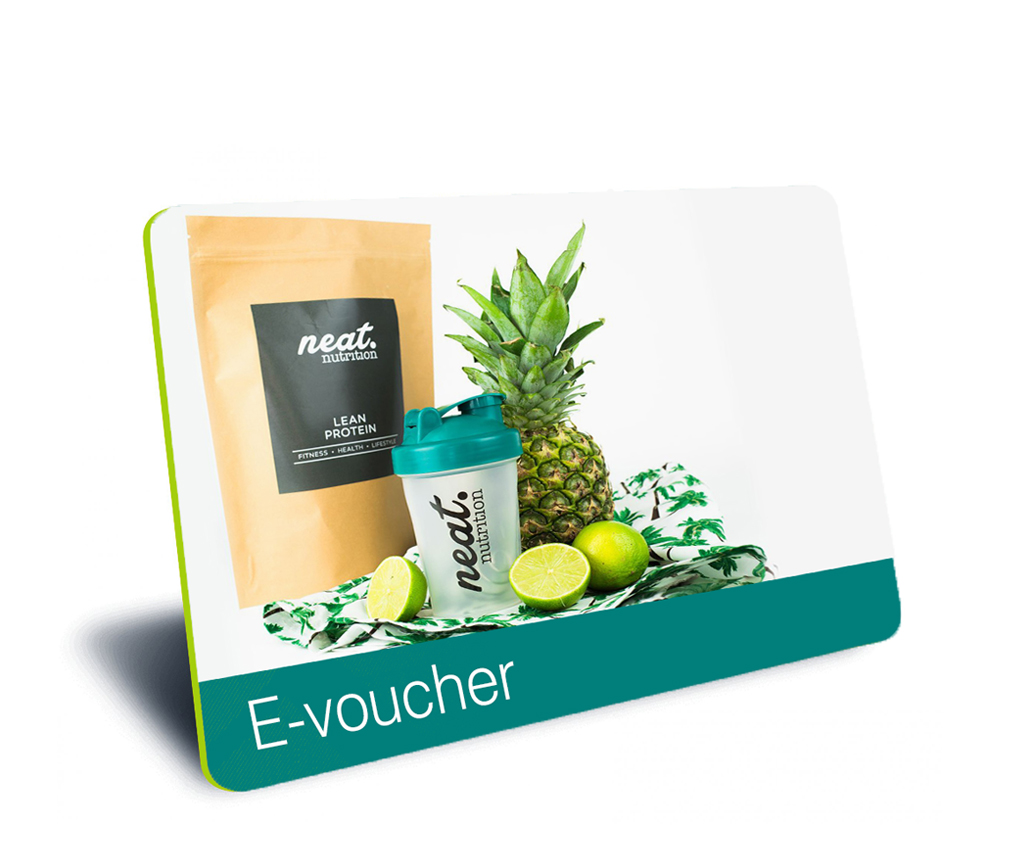 neat.
nutrition
LEAN
PROTEIN
FITNESS • HEALTH • LIFESTYLE
neat.
nutrition
E-voucher